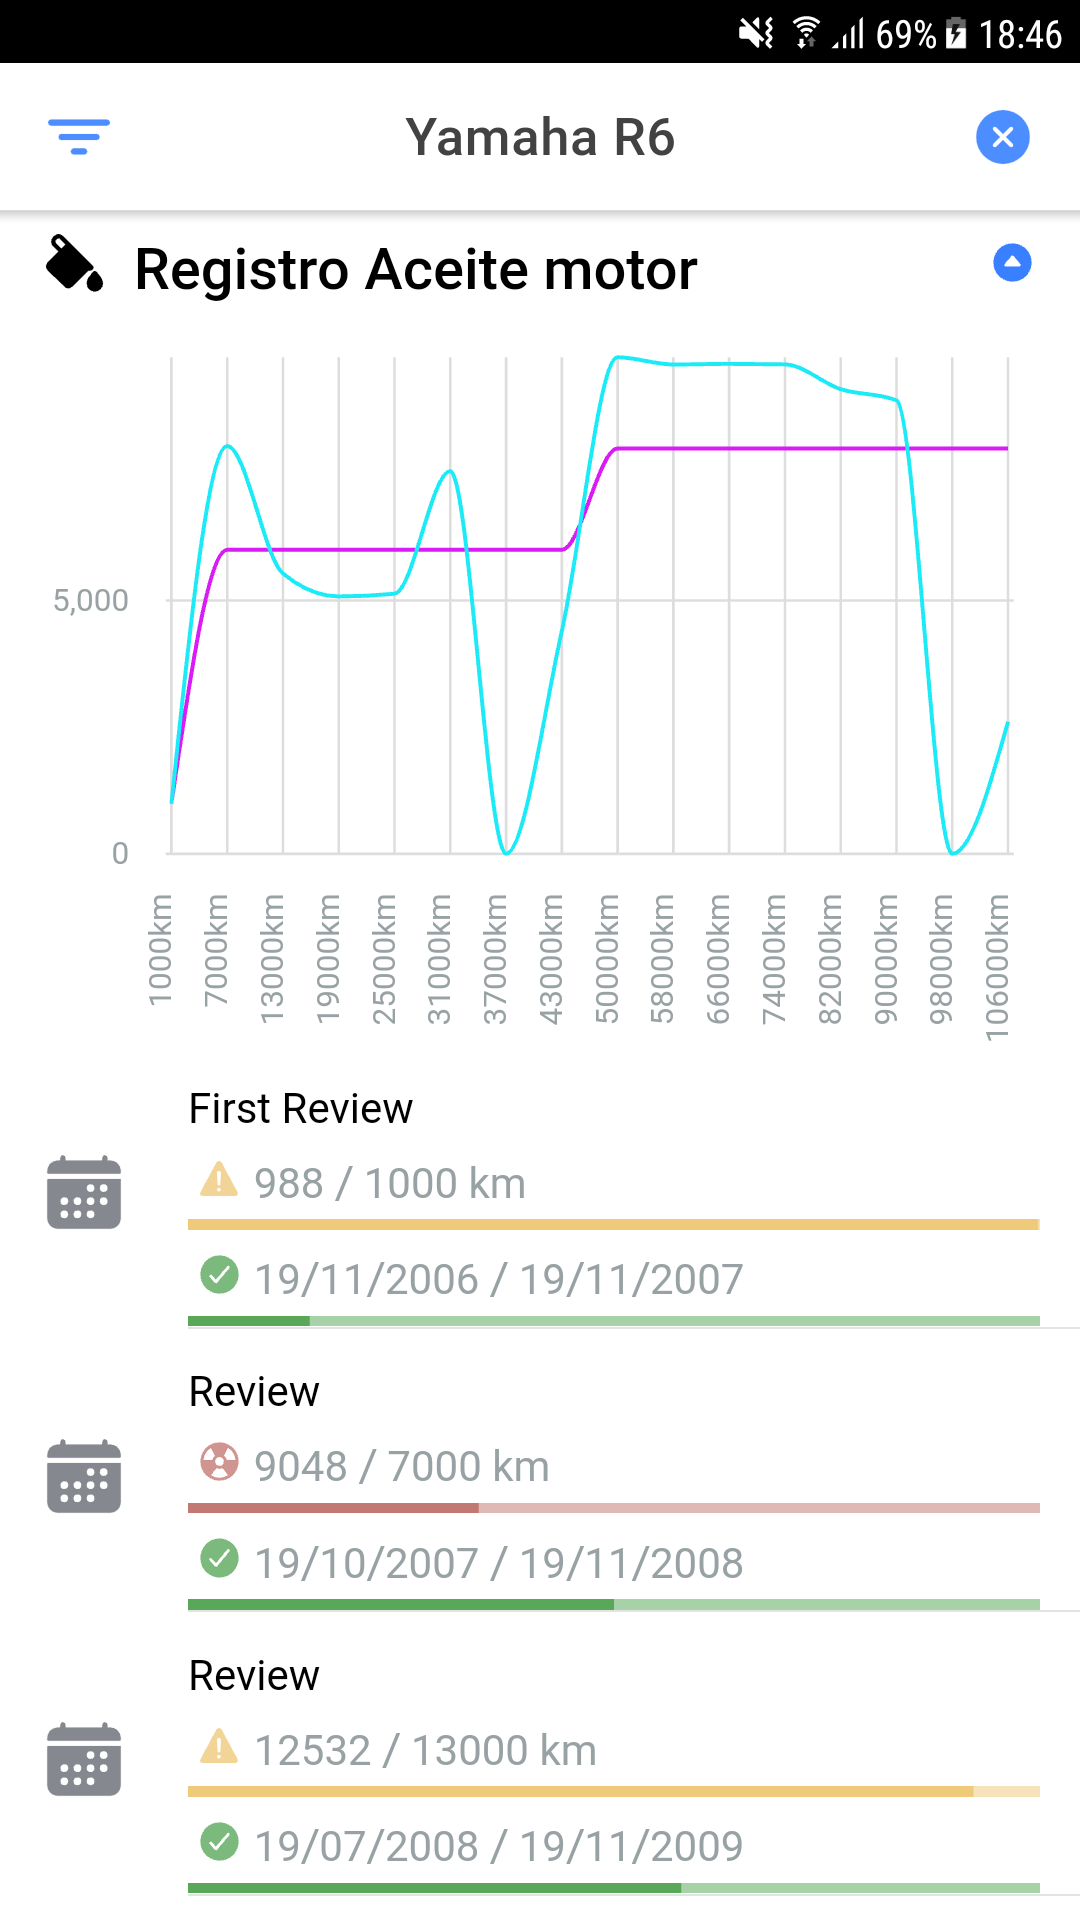 69% 18:46
Yamaha R6
Registro Aceite motor
5,000
0
1000km
7000km
13000km
19000km
25000km
31000km
37000km
43000km
50000km
58000km
66000km
74000km
82000km
90000km
98000km
106000km
First Review
988 / 1000 km
19/11/2006 / 19/11/2007
Review
9048 / 7000 km
19/10/2007 / 19/11/2008
Review
12532 / 13000 km
19/07/2008 / 19/11/2009